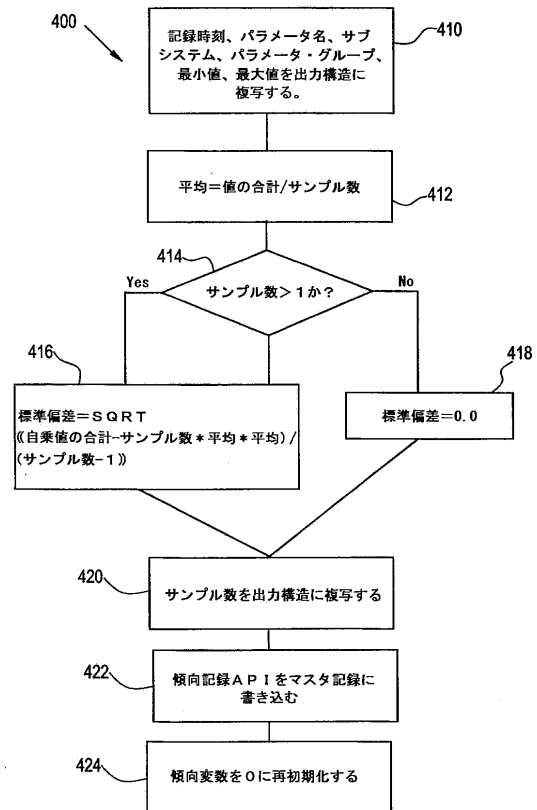 400
記録時刻、パラメータ名、サブ
システム、パラメータ・グループ、
最小値、最大値を出力構造に
複写する。
410
平均＝値の合計/サンプル数
412
414
Yes
サンプル数＞１か？
No
416
標準偏差＝ＳＱＲＴ
((自乗値の合計-サンプル数*平均*平均)/
(サンプル数-1))
418
標準偏差＝0.0
420
サンプル数を出力構造に複写する
422
傾向記録ＡＰＩをマスタ記録に
書き込む
424
傾向変数を０に再初期化する